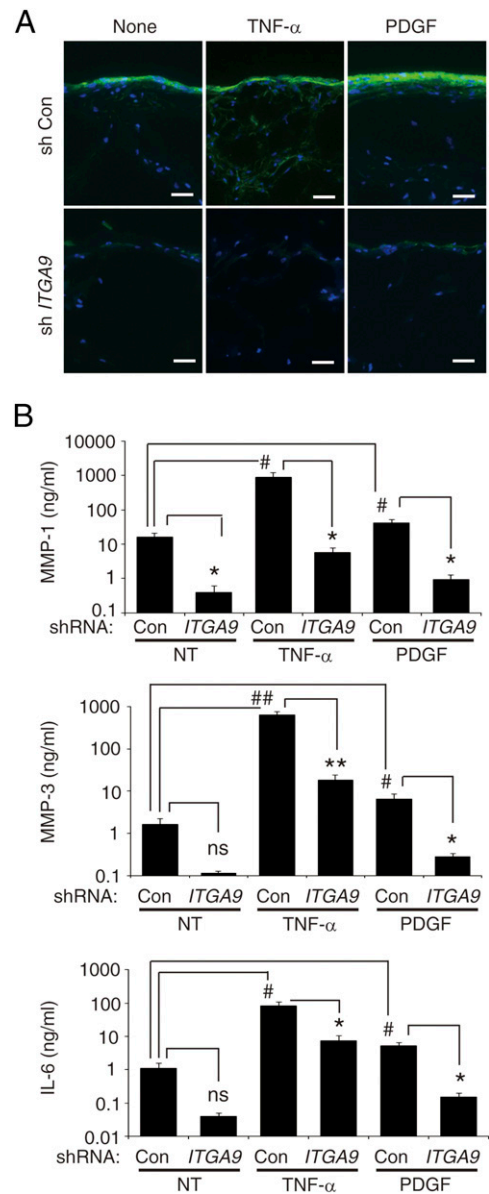 A
None TNF-α PDGF
sh Con
sh ITGA9
B
MMP-1 (ng/ml)
10000
1000
100
10
1
0.1
# * # * *
shRNA: Con ITGA9 Con ITGA9 Con ITGA9
NT TNF-α PDGF
MMP-3 (ng/ml)
1000
100
10
1
0.1
ns ## ** # *
shRNA: Con ITGA9 Con ITGA9 Con ITGA9
NT TNF-α PDGF
IL-6 (ng/ml)
1000
100
10
1
0.1
0.01
ns # * # *
shRNA: Con ITGA9 Con ITGA9 Con ITGA9
NT TNF-α PDGF